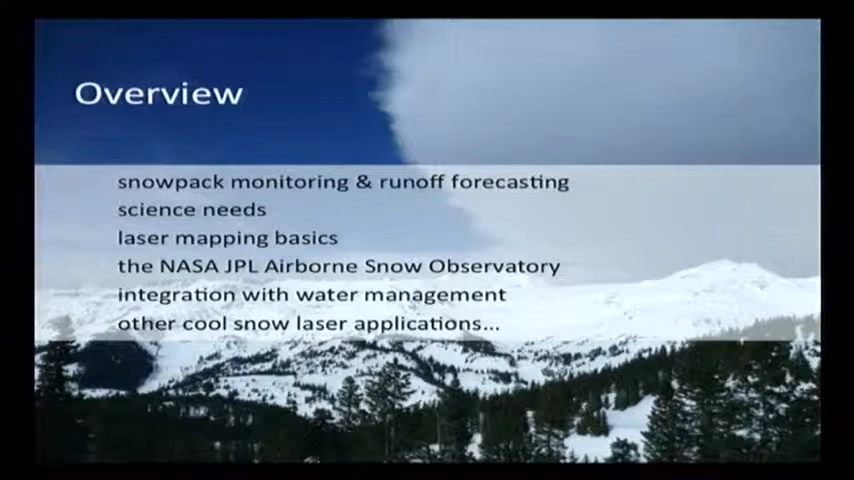 Overview
snowpack monitoring & runoff forecasting
science needs
laser mapping basics
the NASA JPL Airborne Snow Observatory
integration with water management
other cool snow laser applications...